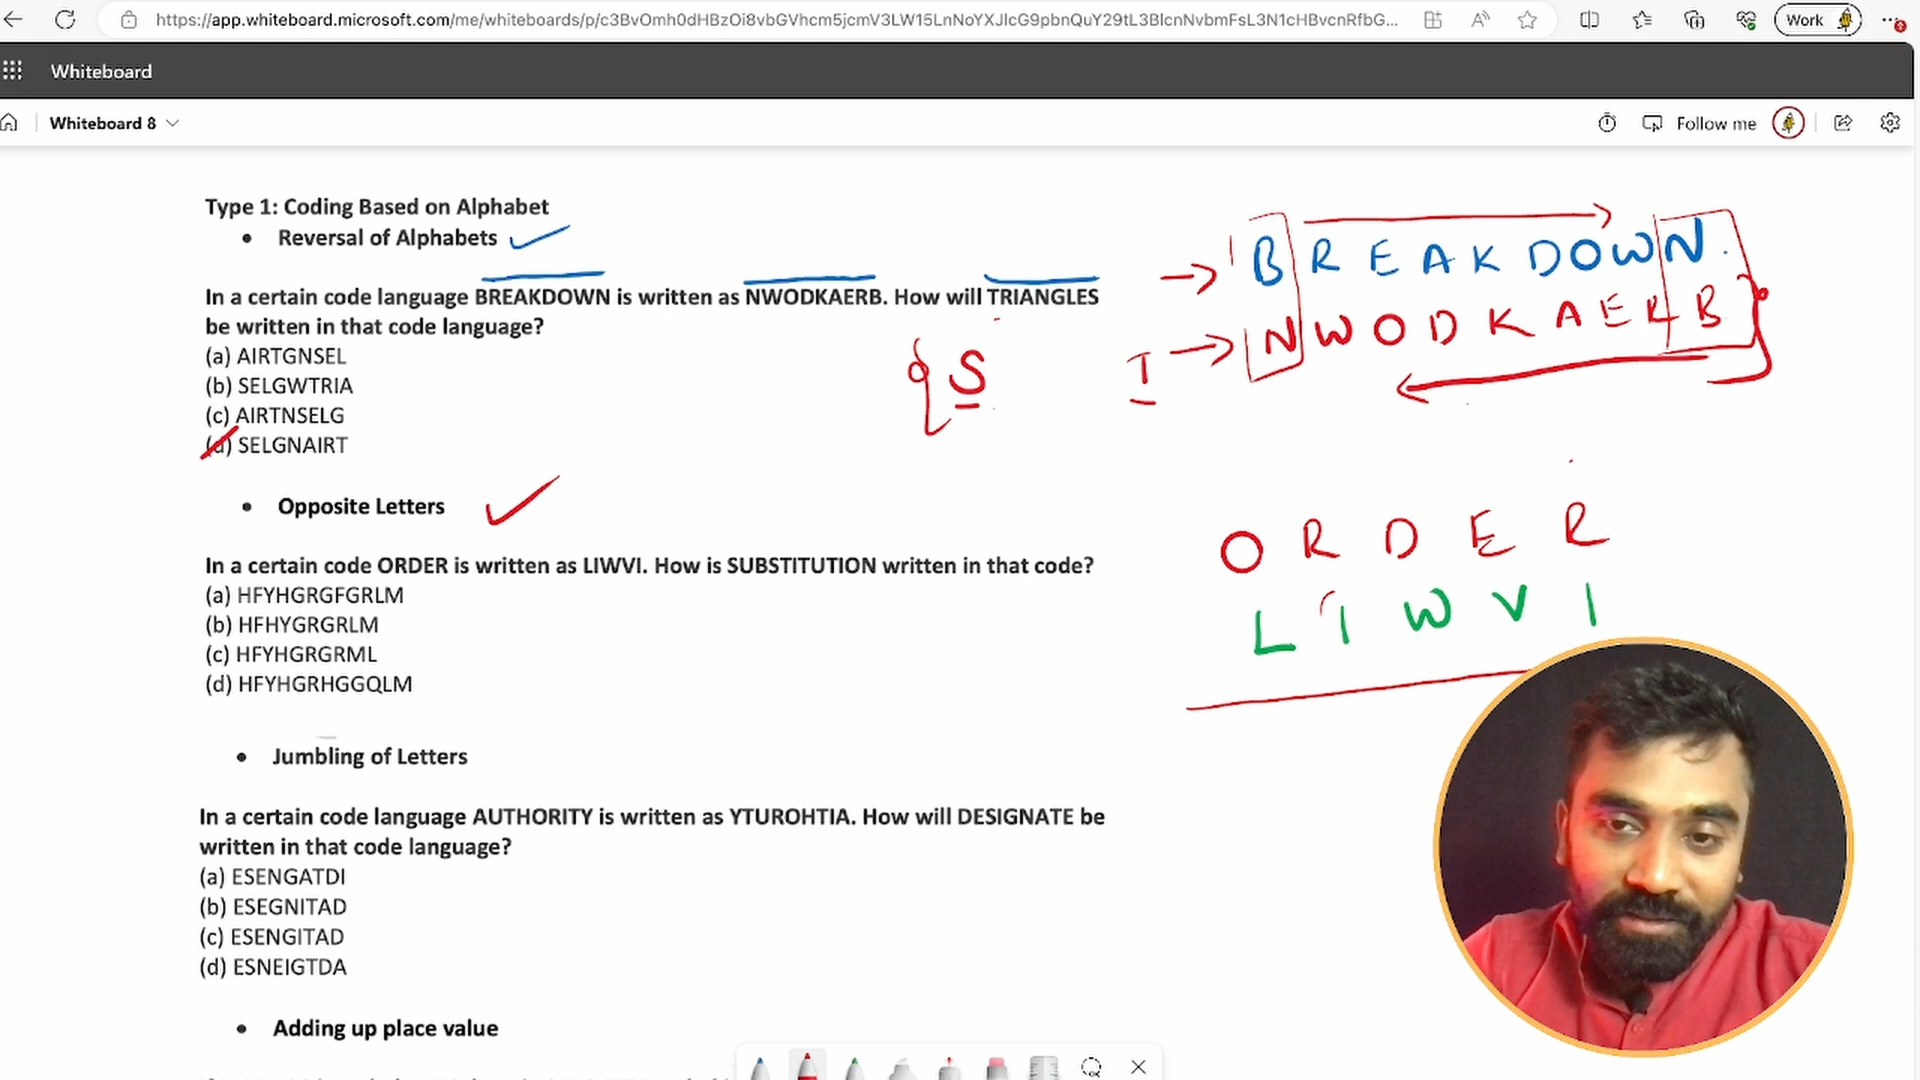 https://app.whiteboard.microsoft.com/me/whiteboards/p/c3BvOmh0dHBzOi8vbGVhcm5jcmV3LW15LnNoYXJlcG9pbnQuY29tL3BlcnNvbmFsL3N1cHBvcnRfbG...
Work
Whiteboard
Whiteboard 8
Follow me
Type 1: Coding Based on Alphabet
• Reversal of Alphabets
In a certain code language BREAKDOWN is written as NWODKAERB. How will TRIANGLES
be written in that code language?
(a) AIRTGNSEL
(b) SELGWTRIA
(c) AIRTNSELG
(d) SELGNAIRT
B R E A K D O W N
N W O D K A E R B
S
T
• Opposite Letters
In a certain code ORDER is written as LIWVI. How is SUBSTITUTION written in that code?
(a) HFYHGRGFGRLM
(b) HFHYGRGRLM
(c) HFYHGRGRML
(d) HFYHGRHGGQLM
O R D E R
L I W V I
• Jumbling of Letters
In a certain code language AUTHORITY is written as YTUROHTIA. How will DESIGNATE be
written in that code language?
(a) ESENGATDI
(b) ESEGNITAD
(c) ESENGITAD
(d) ESNEIGTDA
• Adding up place value